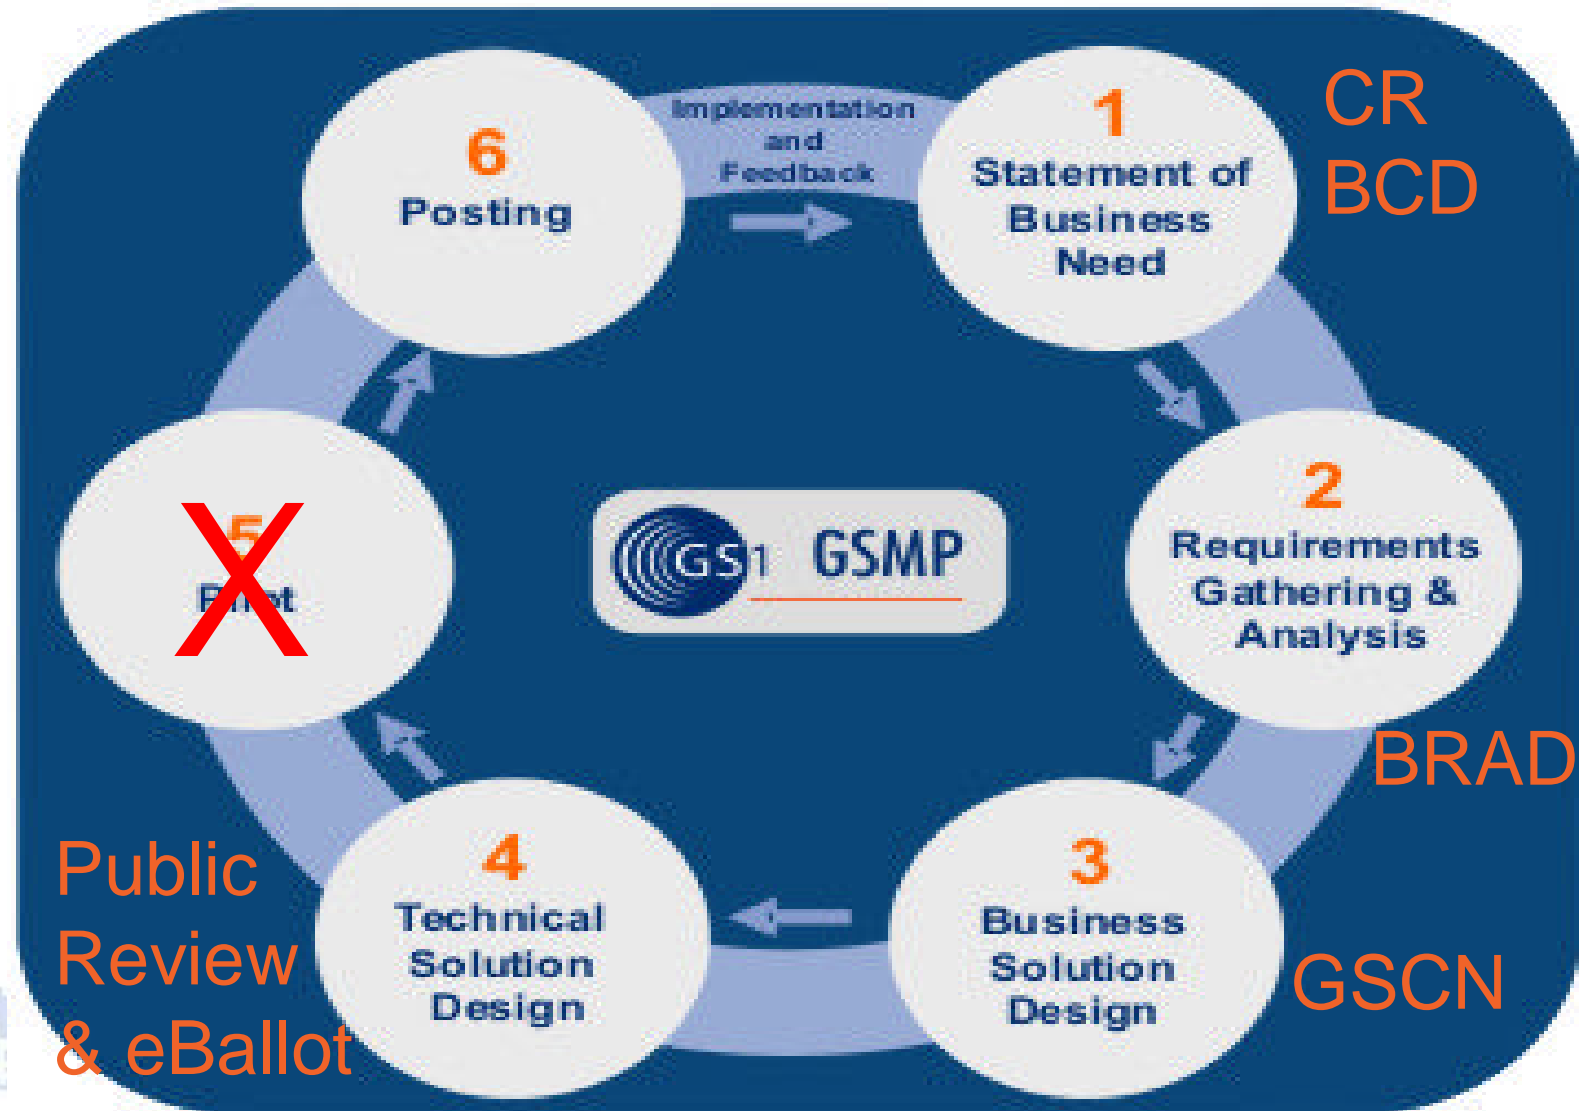 Implementation
and
Feedback
1
Statement of
Business
Need
CR
BCD
2
Requirements
Gathering &
Analysis
BRAD
3
Business
Solution
Design
GSCN
4
Technical
Solution
Design
Public
Review
& eBallot
5
X
6
Posting
GS1 GSMP